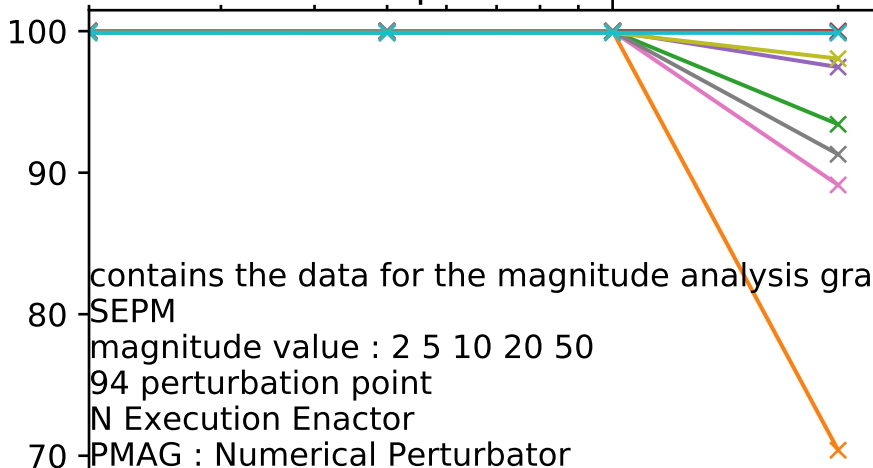 100
90
contains the data for the magnitude analysis gra
80
SEPM
magnitude value : 2 5 10 20 50
94 perturbation point
N Execution Enactor
70
PMAG : Numerical Perturbator